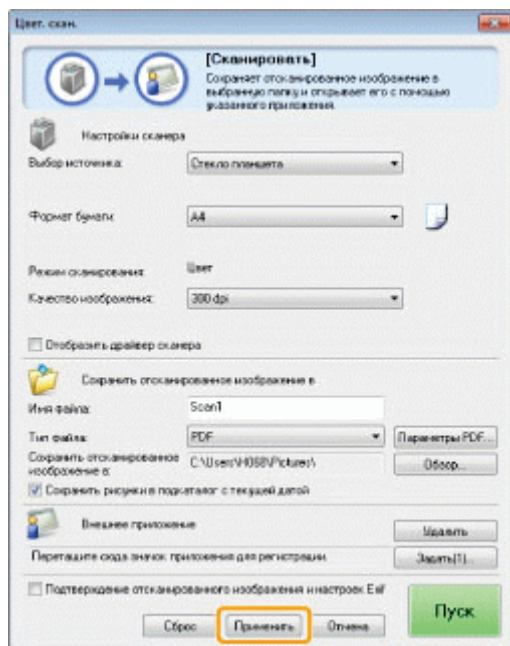 Цвет. скан.
[Сканировать]
Сохраняет отсканированное изображение в
выбранную папку и открывает его с помощью
указанного приложения.
Настройки сканера
Выбор источника: Стекло планшета
Формат бумаги: A4
Режим сканирования: Цвет
Качество изображения: 300 dpi
Отобразить драйвер сканера
Сохранить отсканированное изображение в
Имя файла: Scan1
Тип файла: PDF Параметры PDF...
Сохранить отсканированное
изображение в: C:\Users\H068\Pictures\ Обзор...
Сохранить рисунки в подкаталог с текущей датой
Внешнее приложение Удалить
Перетащите сюда значок приложения для регистрации. Задать(1)...
Подтверждение отсканированного изображения и настроек Exif
Сброс Применить Отмена Пуск